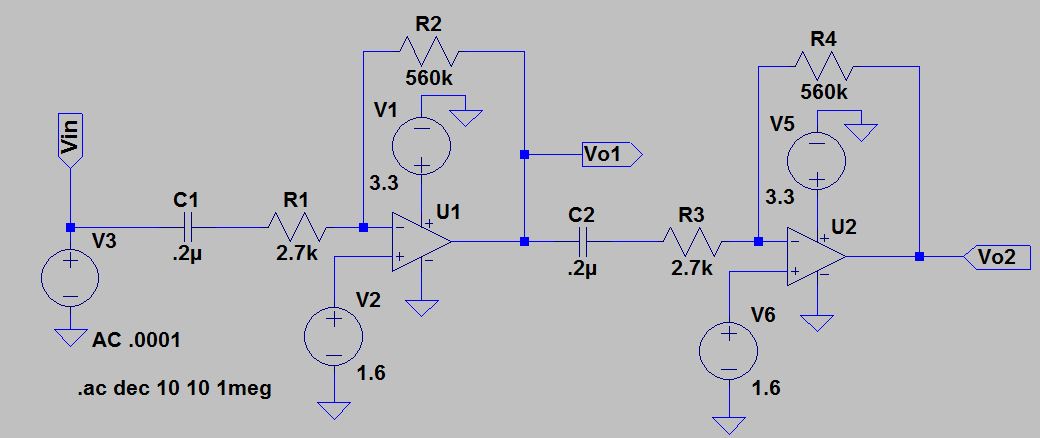 R2
560k
R4
560k
V1
3.3
V5
3.3
Vin
Vo1
C1
.2µ
R1
2.7k
U1
C2
.2µ
R3
2.7k
U2
V3
AC .0001
V2
1.6
V6
1.6
Vo2
.ac dec 10 10 1meg